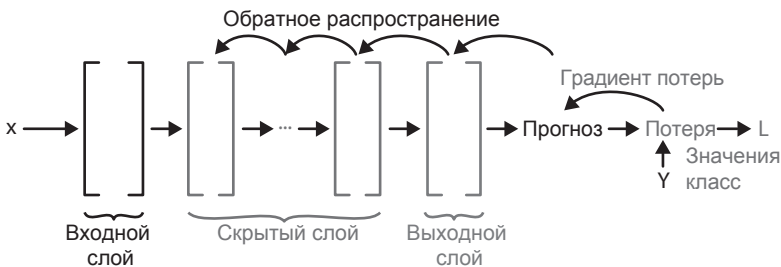 Обратное распространение
Градиент потерь
x
...
Прогноз
Потеря
L
Y
Значения
класс
Входной
слой
Скрытый слой
Выходной
слой